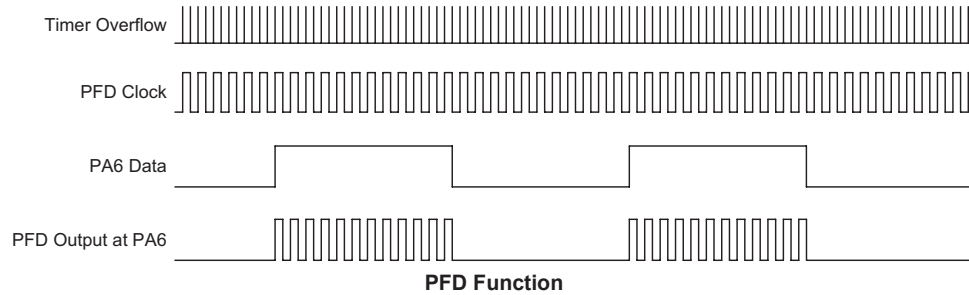 Timer Overflow
PFD Clock
PA6 Data
PFD Output at PA6
PFD Function